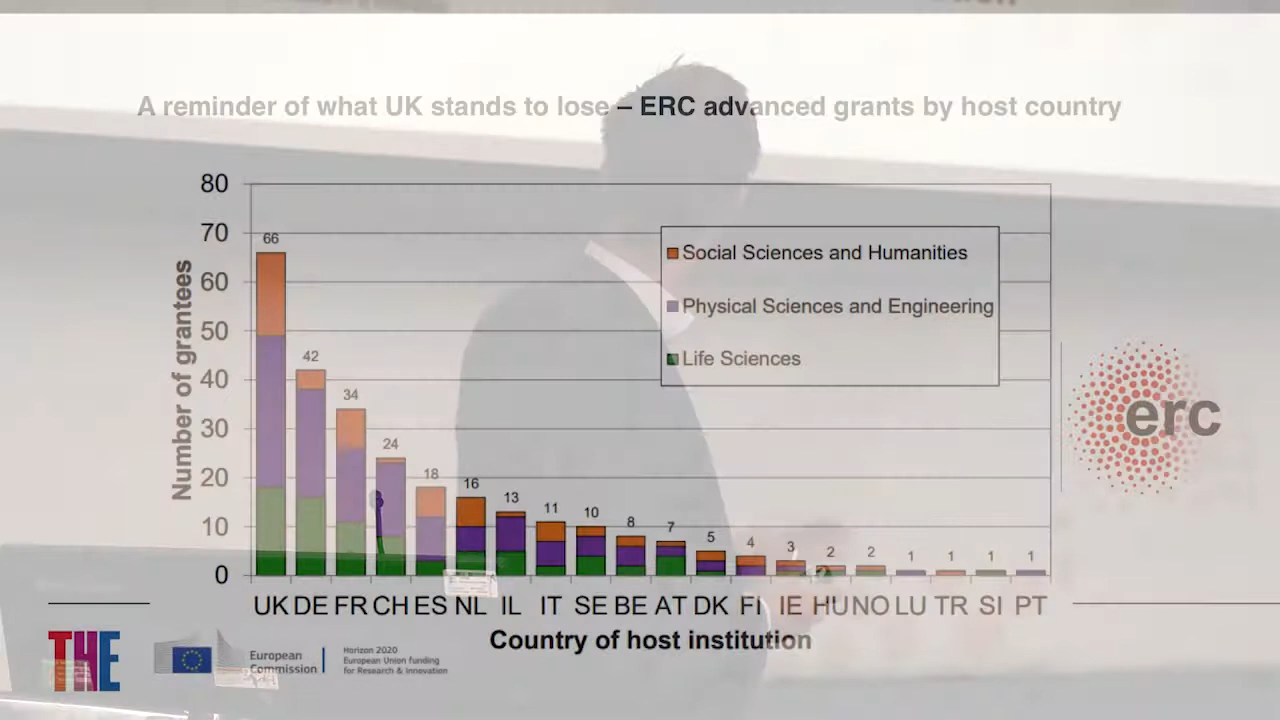 A reminder of what UK stands to lose – ERC advanced grants by host country
80
70
60
50
40
30
20
10
0
Number of grantees
66
42
34
24
18
16
13
11
10
8
7
5
4
3
2
2
1
1
1
1
Social Sciences and Humanities
Physical Sciences and Engineering
Life Sciences
erc
UK DE FR CH ES NL IL IT SE BE AT DK FI IE HU NO LU TR SI PT
Country of host institution
THE
European
Commission
Horizon 2020
European Union funding
for Research & Innovation